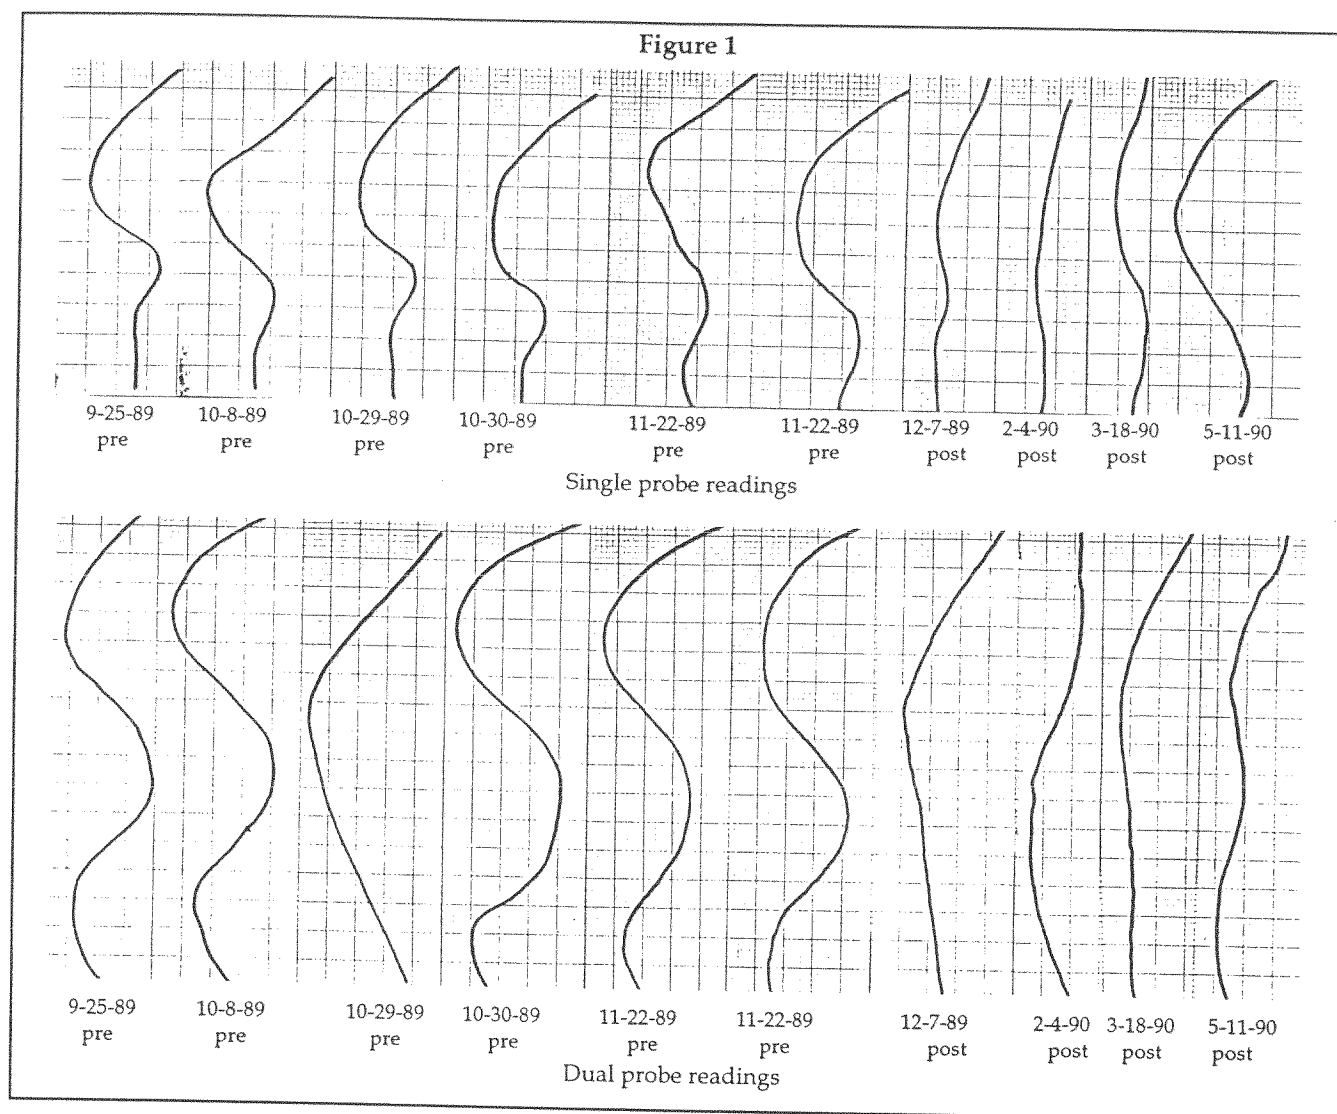 Figure 1
9-25-89 10-8-89 10-29-89 10-30-89 11-22-89 11-22-89 12-7-89 2-4-90 3-18-90 5-11-90
pre pre pre pre pre pre post post post post
Single probe readings
9-25-89 10-8-89 10-29-89 10-30-89 11-22-89 11-22-89 12-7-89 2-4-90 3-18-90 5-11-90
pre pre pre pre pre pre post post post post
Dual probe readings